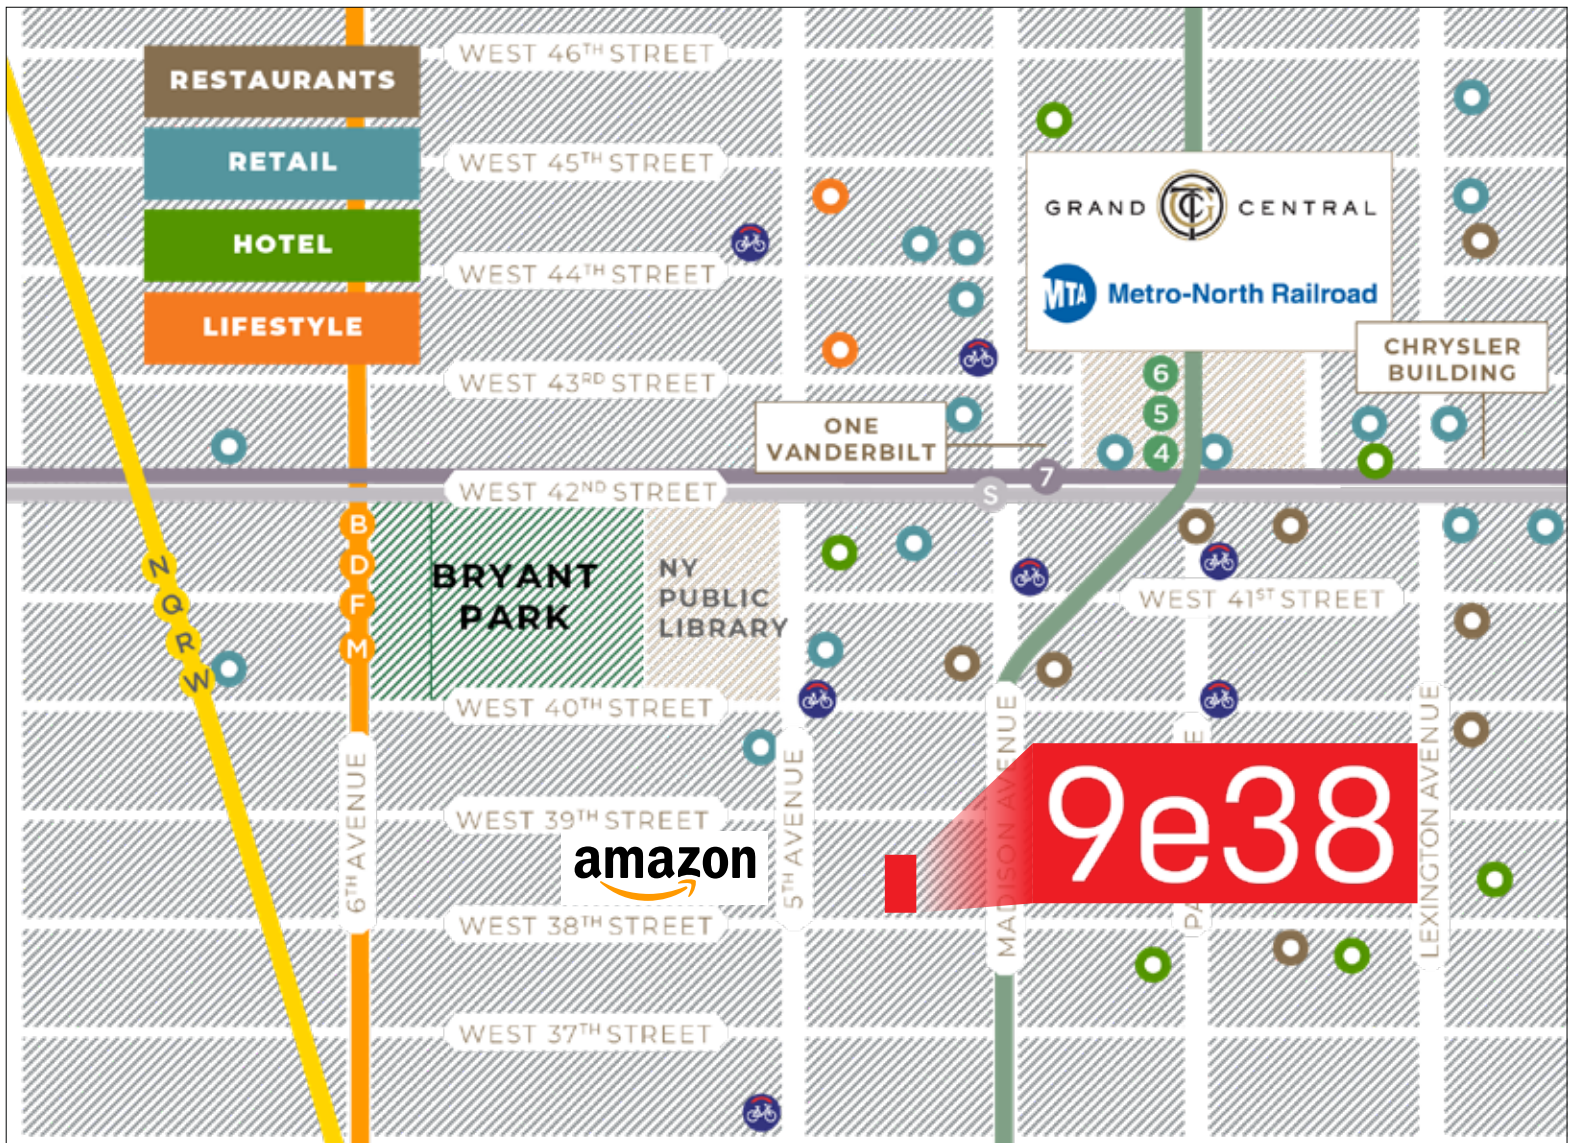 WEST 46TH STREET
RESTAURANTS
RETAIL
WEST 45TH STREET
GRAND GCT CENTRAL
HOTEL
WEST 44TH STREET
MTA Metro-North Railroad
LIFESTYLE
CHRYSLER
BUILDING
WEST 43RD STREET
6
5
4
ONE
VANDERBILT
7
S
WEST 42ND STREET
B
D
F
M
N
Q
R
W
BRYANT
PARK
NY
PUBLIC
LIBRARY
WEST 41ST STREET
WEST 40TH STREET
6TH AVENUE
5TH AVENUE
MADISON AVENUE
LEXINGTON AVENUE
WEST 39TH STREET
amazon
9e38
WEST 38TH STREET
WEST 37TH STREET